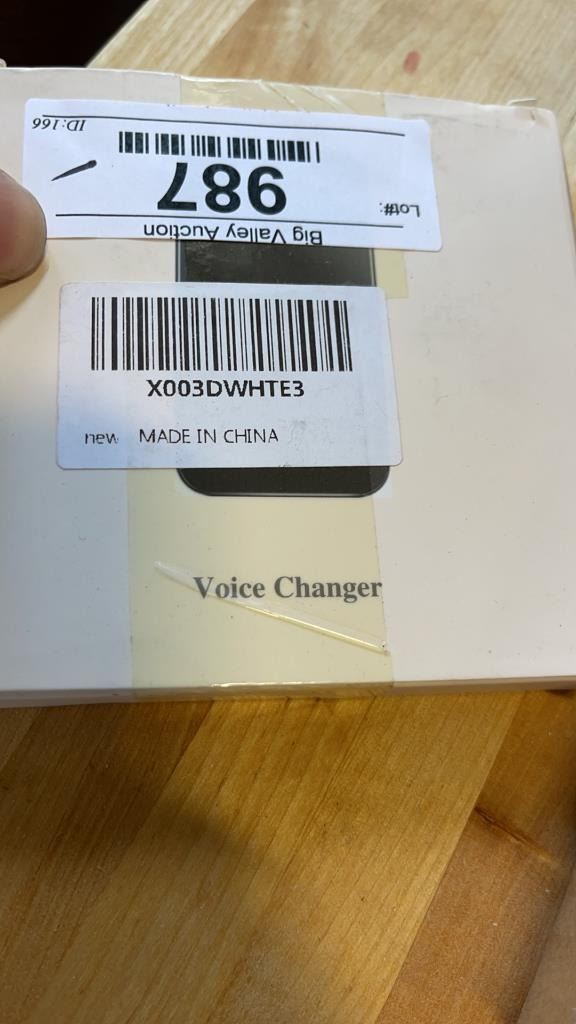 Big Valley Auction
Lot#: 987
ID:166
X003DWHTE3
new MADE IN CHINA
Voice Changer